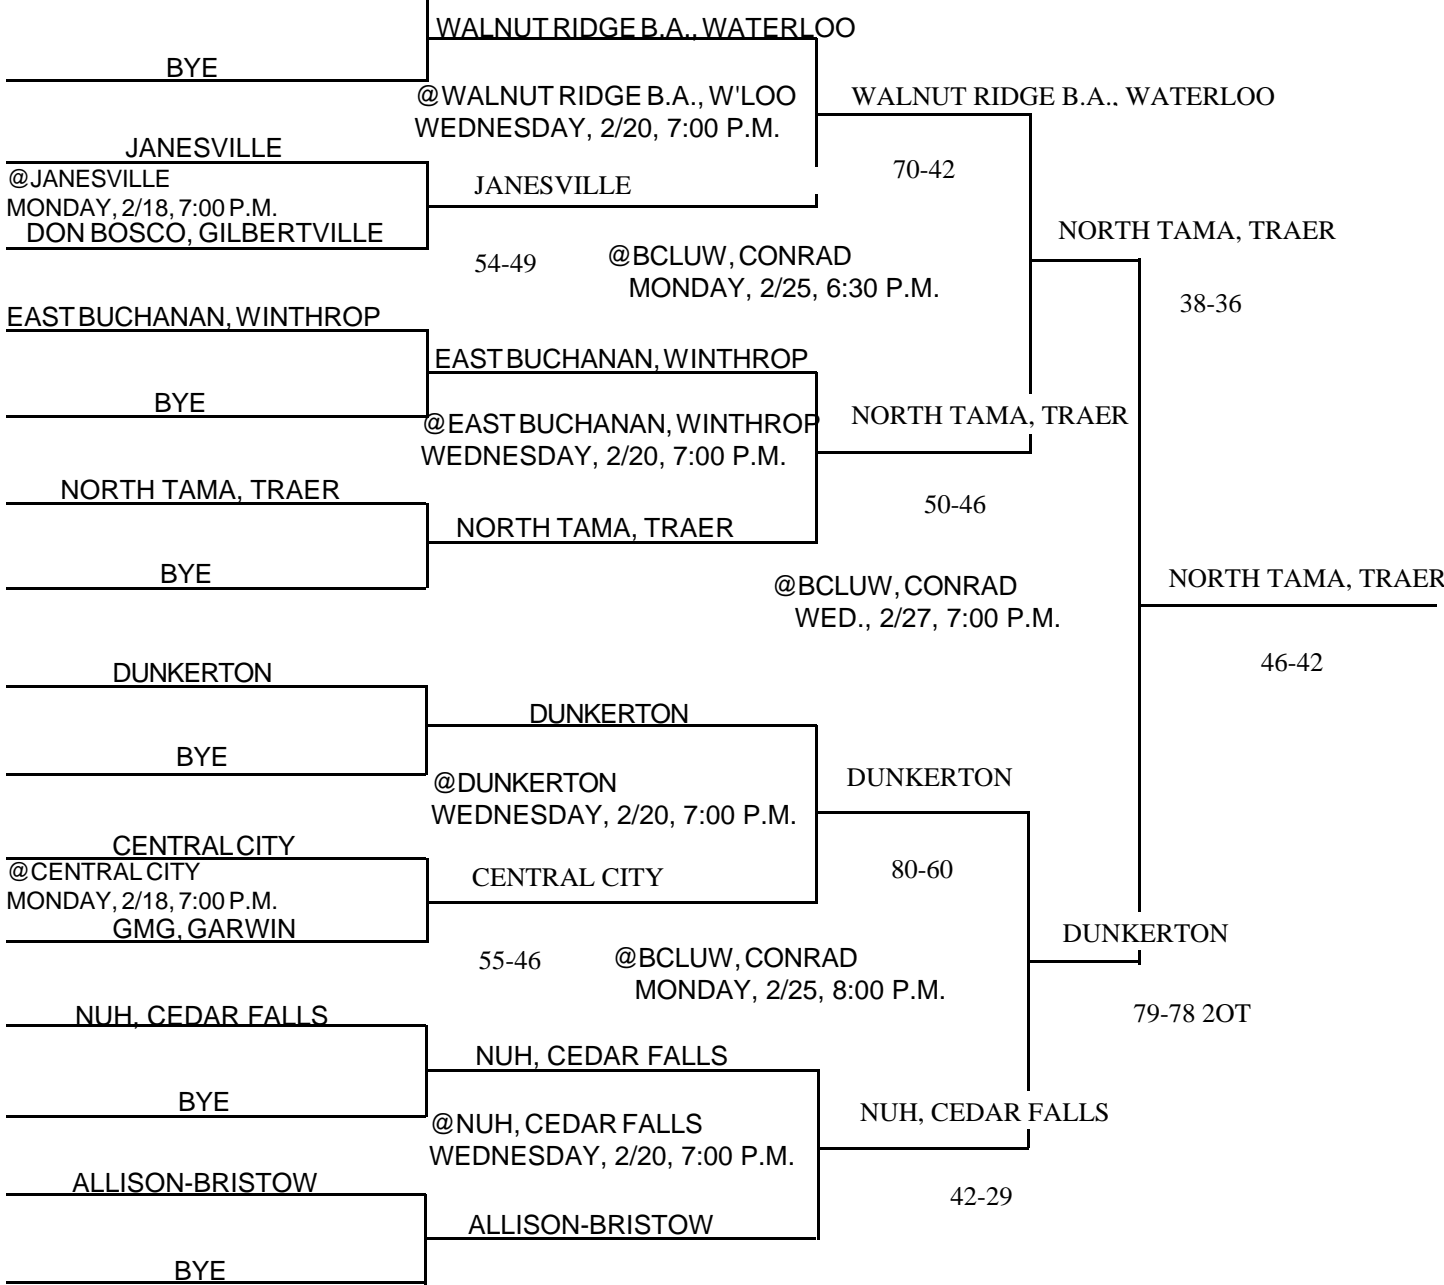 WALNUT RIDGE B.A., WATERLOO
BYE
@WALNUT RIDGE B.A., W'LOO
WEDNESDAY, 2/20, 7:00 P.M.
WALNUT RIDGE B.A., WATERLOO
JANESVILLE
@JANESVILLE
MONDAY, 2/18, 7:00 P.M.
DON BOSCO, GILBERTVILLE
JANESVILLE
70-42
54-49
@BCLUW, CONRAD
MONDAY, 2/25, 6:30 P.M.
NORTH TAMA, TRAER
38-36
EAST BUCHANAN, WINTHROP
EAST BUCHANAN, WINTHROP
BYE
@EAST BUCHANAN, WINTHROP
WEDNESDAY, 2/20, 7:00 P.M.
NORTH TAMA, TRAER
NORTH TAMA, TRAER
50-46
NORTH TAMA, TRAER
BYE
@BCLUW, CONRAD
WED., 2/27, 7:00 P.M.
NORTH TAMA, TRAER
46-42
DUNKERTON
DUNKERTON
BYE
@DUNKERTON
WEDNESDAY, 2/20, 7:00 P.M.
DUNKERTON
CENTRAL CITY
@CENTRAL CITY
MONDAY, 2/18, 7:00 P.M.
GMG, GARWIN
CENTRAL CITY
80-60
55-46
@BCLUW, CONRAD
MONDAY, 2/25, 8:00 P.M.
DUNKERTON
79-78 2OT
NUH, CEDAR FALLS
NUH, CEDAR FALLS
BYE
@NUH, CEDAR FALLS
WEDNESDAY, 2/20, 7:00 P.M.
NUH, CEDAR FALLS
ALLISON-BRISTOW
42-29
ALLISON-BRISTOW
BYE